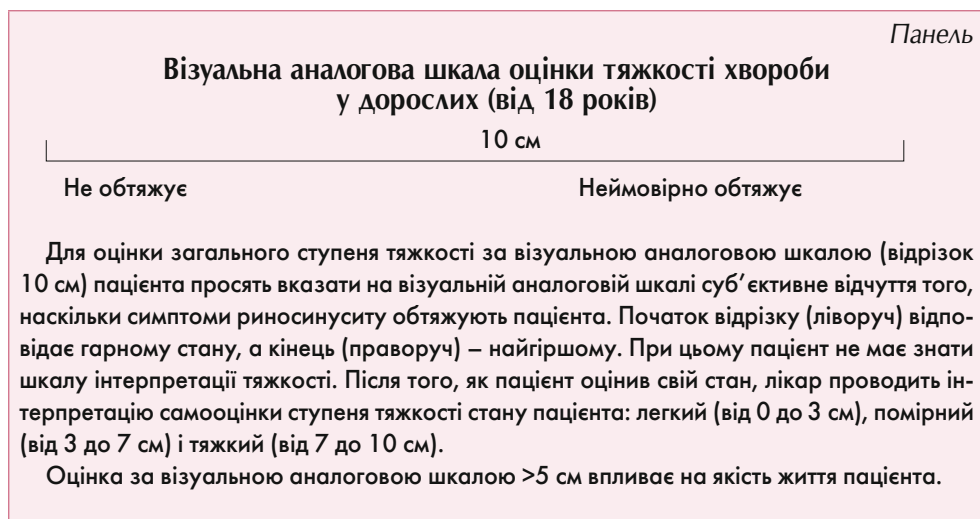 Панель
Візуальна аналогова шкала оцінки тяжкості хвороби
у дорослих (від 18 років)
10 см
Не обтяжує Неймовірно обтяжує
Для оцінки загального ступеня тяжкості за візуальною аналоговою шкалою (відрізок
10 см) пацієнта просять вказати на візуальній аналоговій шкалі суб’єктивне відчуття того,
наскільки симптоми риносинуситу обтяжують пацієнта. Початок відрізку (ліворуч) відпо-
відає гарному стану, а кінець (праворуч) – найгіршому. При цьому пацієнт не має знати
шкалу інтерпретації тяжкості. Після того, як пацієнт оцінив свій стан, лікар проводить ін-
терпретацію самооцінки ступеня тяжкості стану пацієнта: легкий (від 0 до 3 см), помірний
(від 3 до 7 см) і тяжкий (від 7 до 10 см).
Оцінка за візуальною аналоговою шкалою >5 см впливає на якість життя пацієнта.